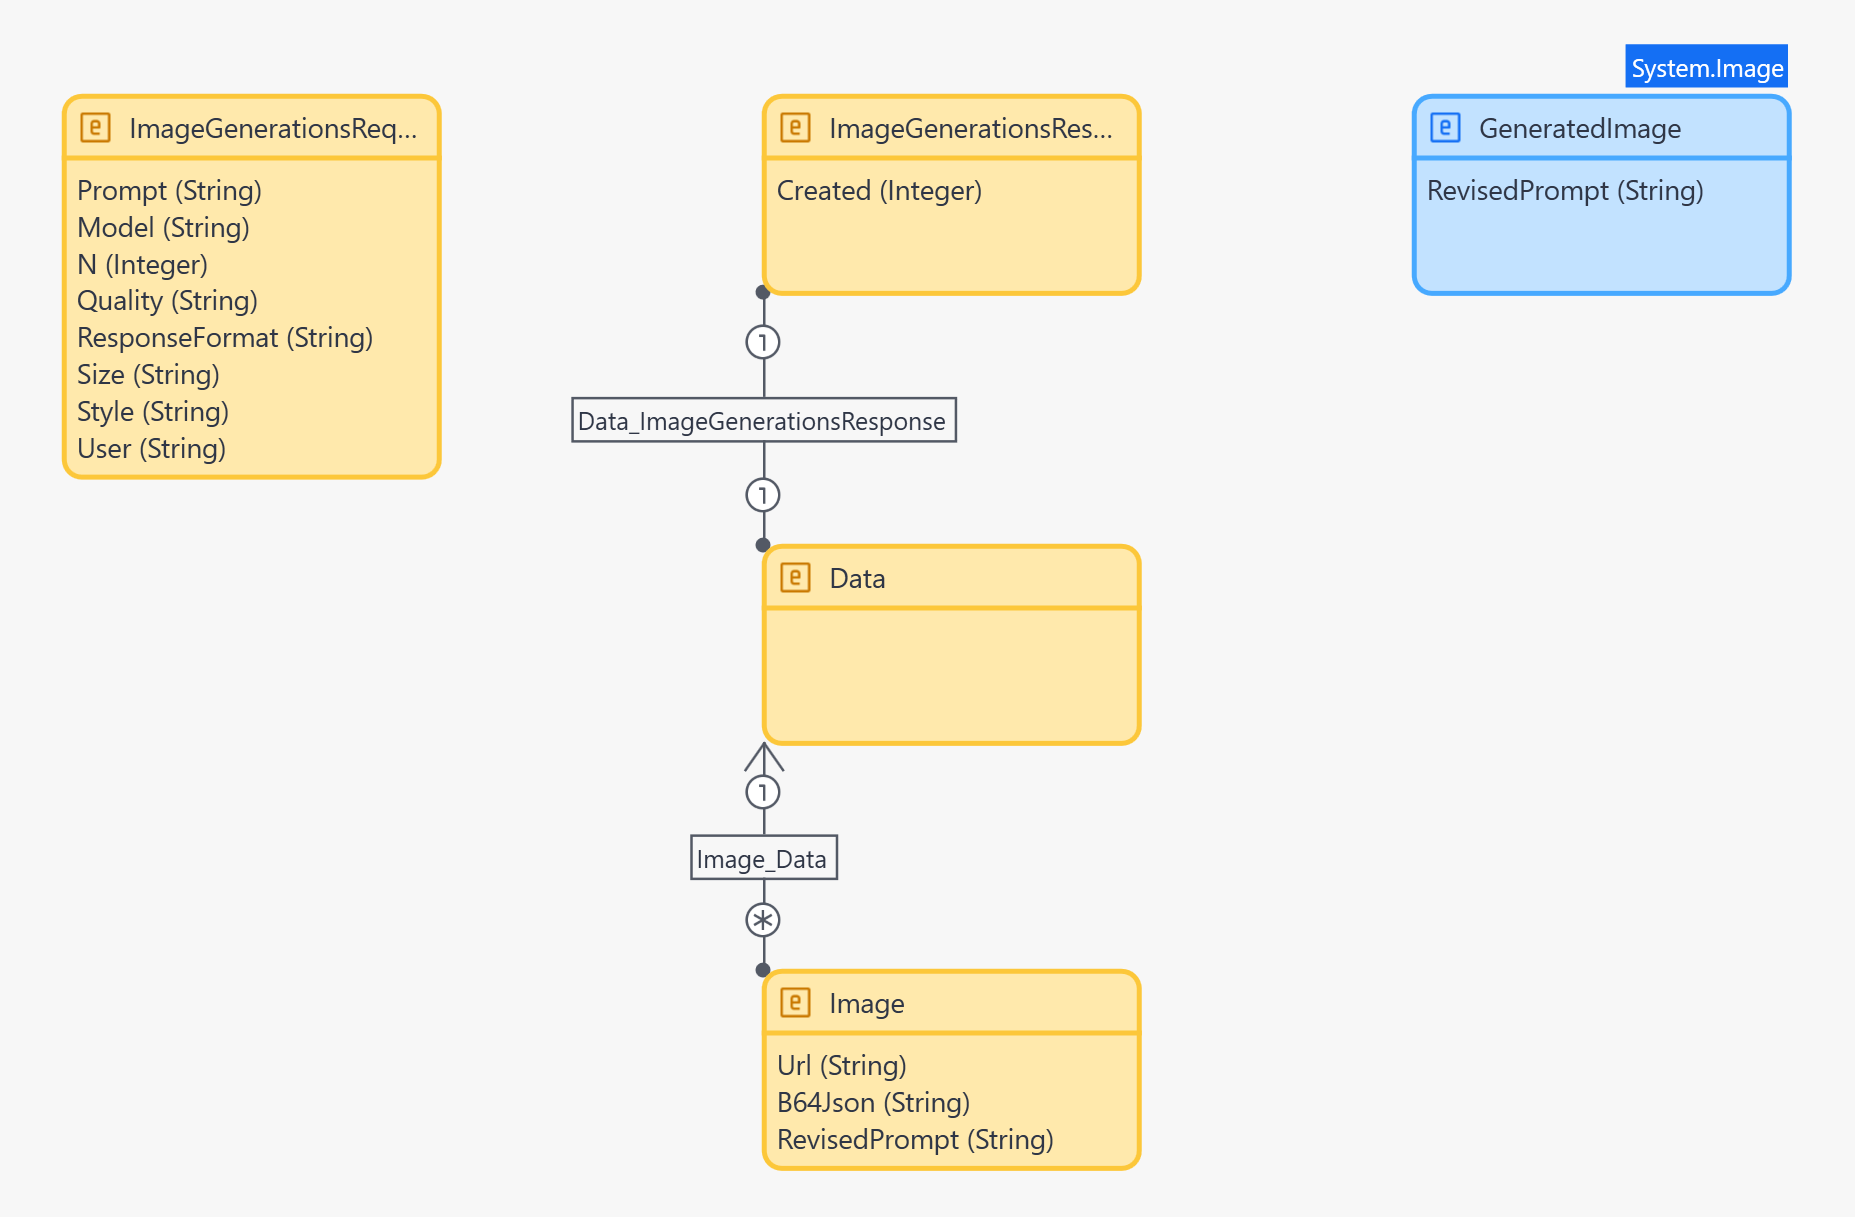 ImageGenerationsReq...
Prompt (String)
Model (String)
N (Integer)
Quality (String)
ResponseFormat (String)
Size (String)
Style (String)
User (String)
ImageGenerationsRes...
Created (Integer)
1
Data_ImageGenerationsResponse
1
Data
1
Image_Data
*
Image
Url (String)
B64Json (String)
RevisedPrompt (String)
System.Image
GeneratedImage
RevisedPrompt (String)